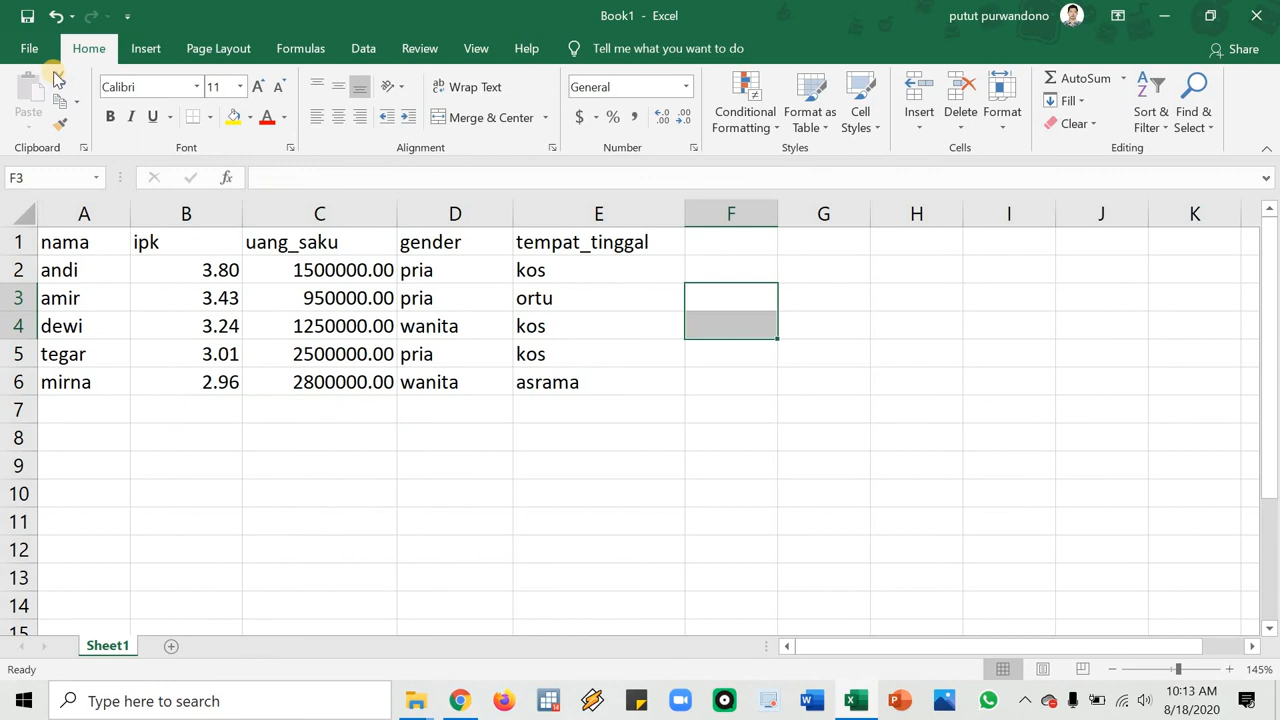 Book1 - Excel
putut purwandono
File Home Insert Page Layout Formulas Data Review View Help Tell me what you want to do Share
Paste
Clipboard
Calibri 11
B I U
Font
Wrap Text
Merge & Center
Alignment
General
$ % ,
Number
Conditional Formatting
Format as Table
Cell Styles
Styles
Insert Delete Format
Cells
AutoSum
Fill
Clear
Sort & Filter
Find & Select
Editing
F3 fx
A B C D E F G H I J K
1 nama ipk uang_saku gender tempat_tinggal
2 andi 3.80 1500000.00 pria kos
3 amir 3.43 950000.00 pria ortu
4 dewi 3.24 1250000.00 wanita kos
5 tegar 3.01 2500000.00 pria kos
6 mirna 2.96 2800000.00 wanita asrama
7
8
9
10
11
12
13
14
15
Sheet1
Ready 145%
Type here to search
10:13 AM
8/18/2020